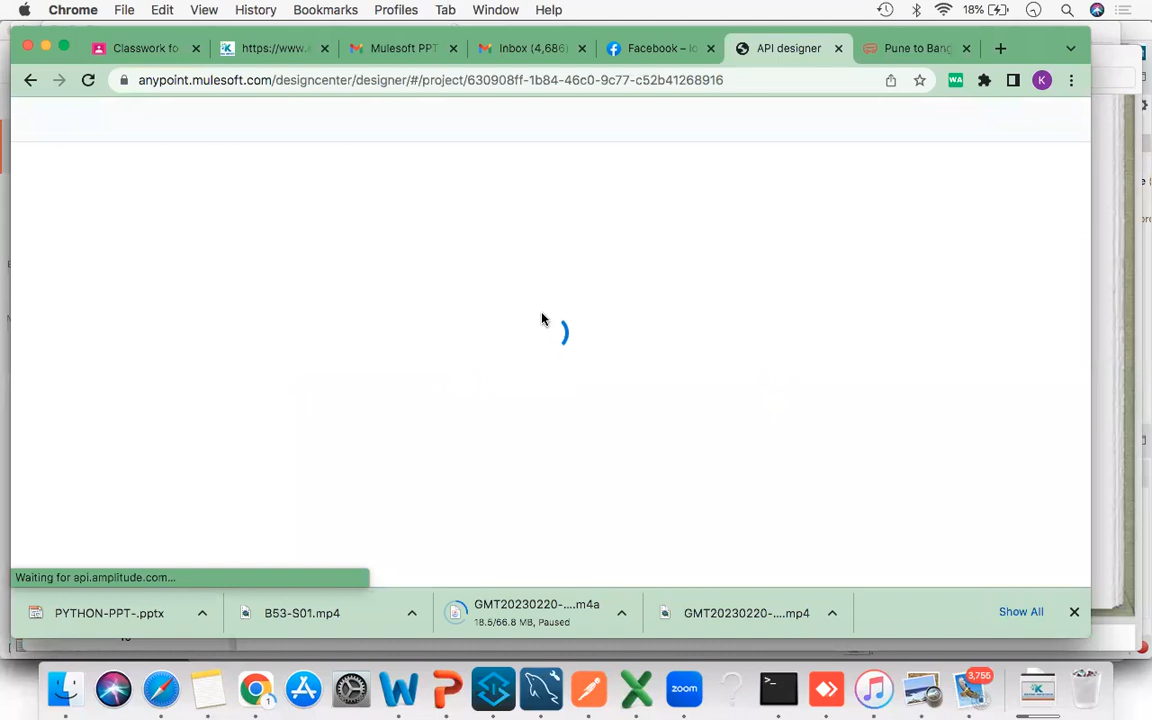 Chrome File Edit View History Bookmarks Profiles Tab Window Help 18%
Classwork fo https://www. Mulesoft PPT Inbox (4,686) Facebook – lo API designer Pune to Bang
anypoint.mulesoft.com/designcenter/designer/#/project/630908ff-1b84-46c0-9c77-c52b41268916 WA K
Waiting for api.amplitude.com...
PYTHON-PPT-.pptx B53-S01.mp4 GMT20230220-....m4a GMT20230220-....mp4 Show All
18.5/66.8 MB, Paused
zoom 3,755